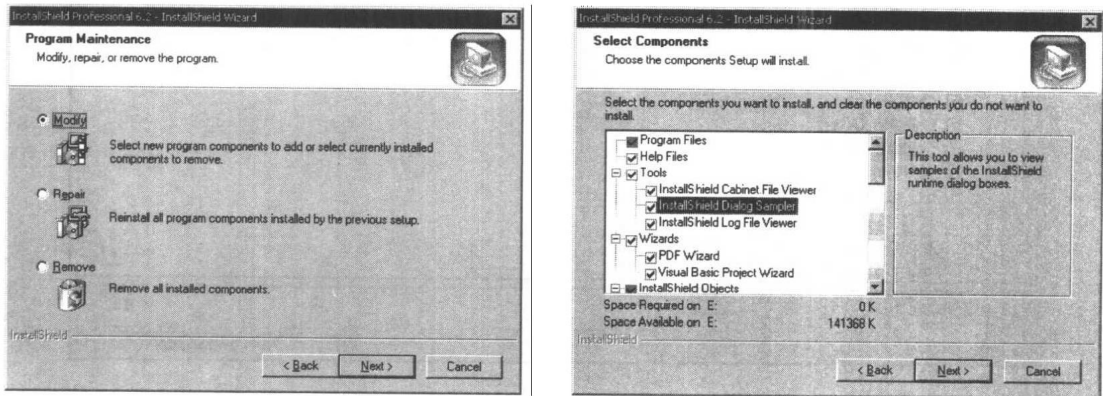 InstallShield Professional 6.2 - InstallShield Wizard
Program Maintenance
Modify, repair, or remove the program.
Modify
Select new program components to add or select currently installed
components to remove.
Repair
Reinstall all program components installed by the previous setup.
Remove
Remove all installed components.
InstallShield
< Back
Next >
Cancel
InstallShield Professional 6.2 - InstallShield Wizard
Select Components
Choose the components Setup will install.
Select the components you want to install, and clear the components you do not want to
install.
Program Files
Help Files
Tools
InstallShield Cabinet File Viewer
InstallShield Dialog Sampler
InstallShield Log File Viewer
Wizards
PDF Wizard
Visual Basic Project Wizard
InstallShield Objects
Description
This tool allows you to view
samples of the InstallShield
runtime dialog boxes.
Space Required on E: 0 K
Space Available on E: 141368 K
InstallShield
< Back
Next >
Cancel